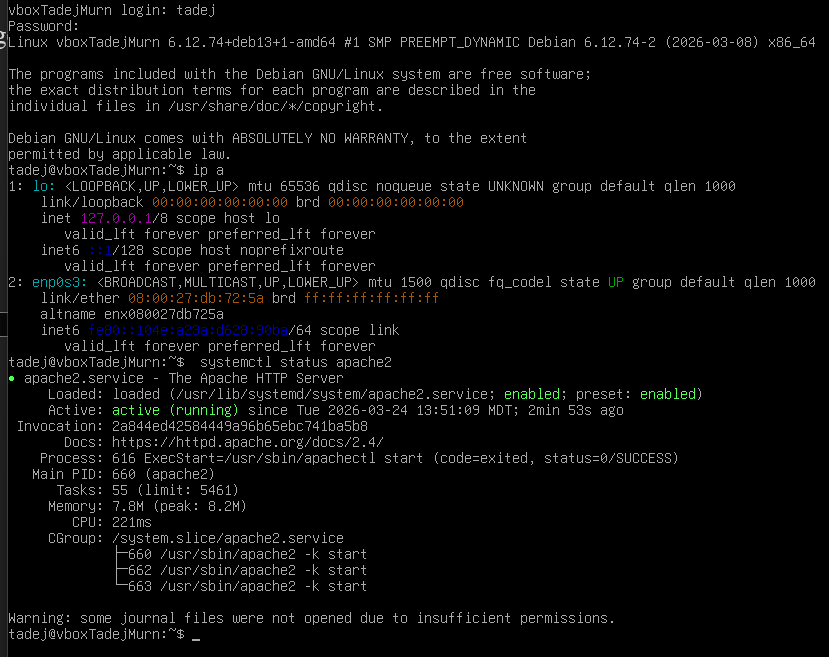 vboxTadejMurn login: tadej
Password:
Linux vboxTadejMurn 6.12.74+deb13+1-amd64 #1 SMP PREEMPT_DYNAMIC Debian 6.12.74-2 (2026-03-08) x86_64

The programs included with the Debian GNU/Linux system are free software;
the exact distribution terms for each program are described in the
individual files in /usr/share/doc/*/copyright.

Debian GNU/Linux comes with ABSOLUTELY NO WARRANTY, to the extent
permitted by applicable law.
tadej@vboxTadejMurn:~$ ip a
1: lo: <LOOPBACK,UP,LOWER_UP> mtu 65536 qdisc noqueue state UNKNOWN group default qlen 1000
    link/loopback 00:00:00:00:00:00 brd 00:00:00:00:00:00
    inet 127.0.0.1/8 scope host lo
       valid_lft forever preferred_lft forever
    inet6 ::1/128 scope host noprefixroute
       valid_lft forever preferred_lft forever
2: enp0s3: <BROADCAST,MULTICAST,UP,LOWER_UP> mtu 1500 qdisc fq_codel state UP group default qlen 1000
    link/ether 08:00:27:db:72:5a brd ff:ff:ff:ff:ff:ff
    altname enx080027db725a
    inet6 /64 scope link
       valid_lft forever preferred_lft forever
tadej@vboxTadejMurn:~$  systemctl status apache2
● apache2.service - The Apache HTTP Server
     Loaded: loaded (/usr/lib/systemd/system/apache2.service; enabled; preset: enabled)
     Active: active (running) since Tue 2026-03-24 13:51:09 MDT; 2min 53s ago
 Invocation: 2a844ed42584449a96b65ebc741ba5b8
       Docs: https://httpd.apache.org/docs/2.4/
    Process: 616 ExecStart=/usr/sbin/apachectl start (code=exited, status=0/SUCCESS)
   Main PID: 660 (apache2)
      Tasks: 55 (limit: 5461)
     Memory: 7.8M (peak: 8.2M)
        CPU: 221ms
     CGroup: /system.slice/apache2.service
             ├─660 /usr/sbin/apache2 -k start
             ├─662 /usr/sbin/apache2 -k start
             └─663 /usr/sbin/apache2 -k start

Warning: some journal files were not opened due to insufficient permissions.
tadej@vboxTadejMurn:~$ _